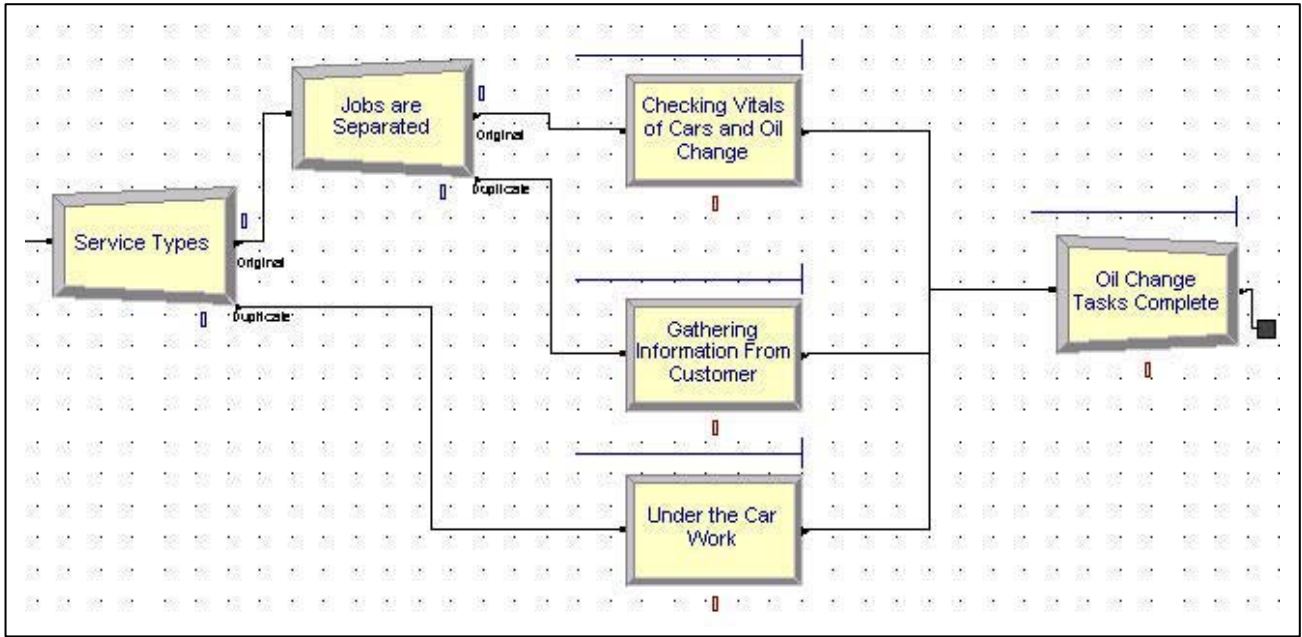 Service Types
Original
Duplicate
Jobs are
Separated
Original
Duplicate
Checking Vitals
of Cars and Oil
Change
Gathering
Information From
Customer
Under the Car
Work
Oil Change
Tasks Complete